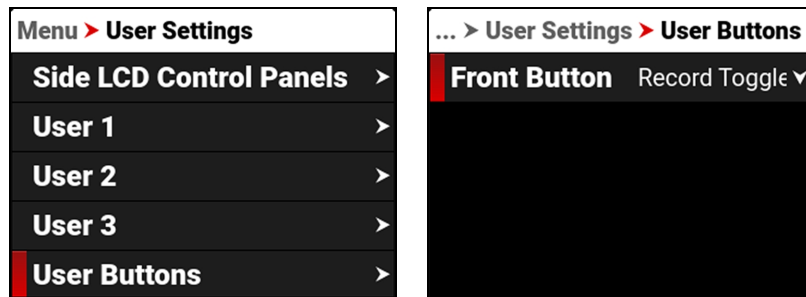 Menu > User Settings
Side LCD Control Panels >
User 1 >
User 2 >
User 3 >
User Buttons >
... > User Settings > User Buttons
Front Button Record Toggle